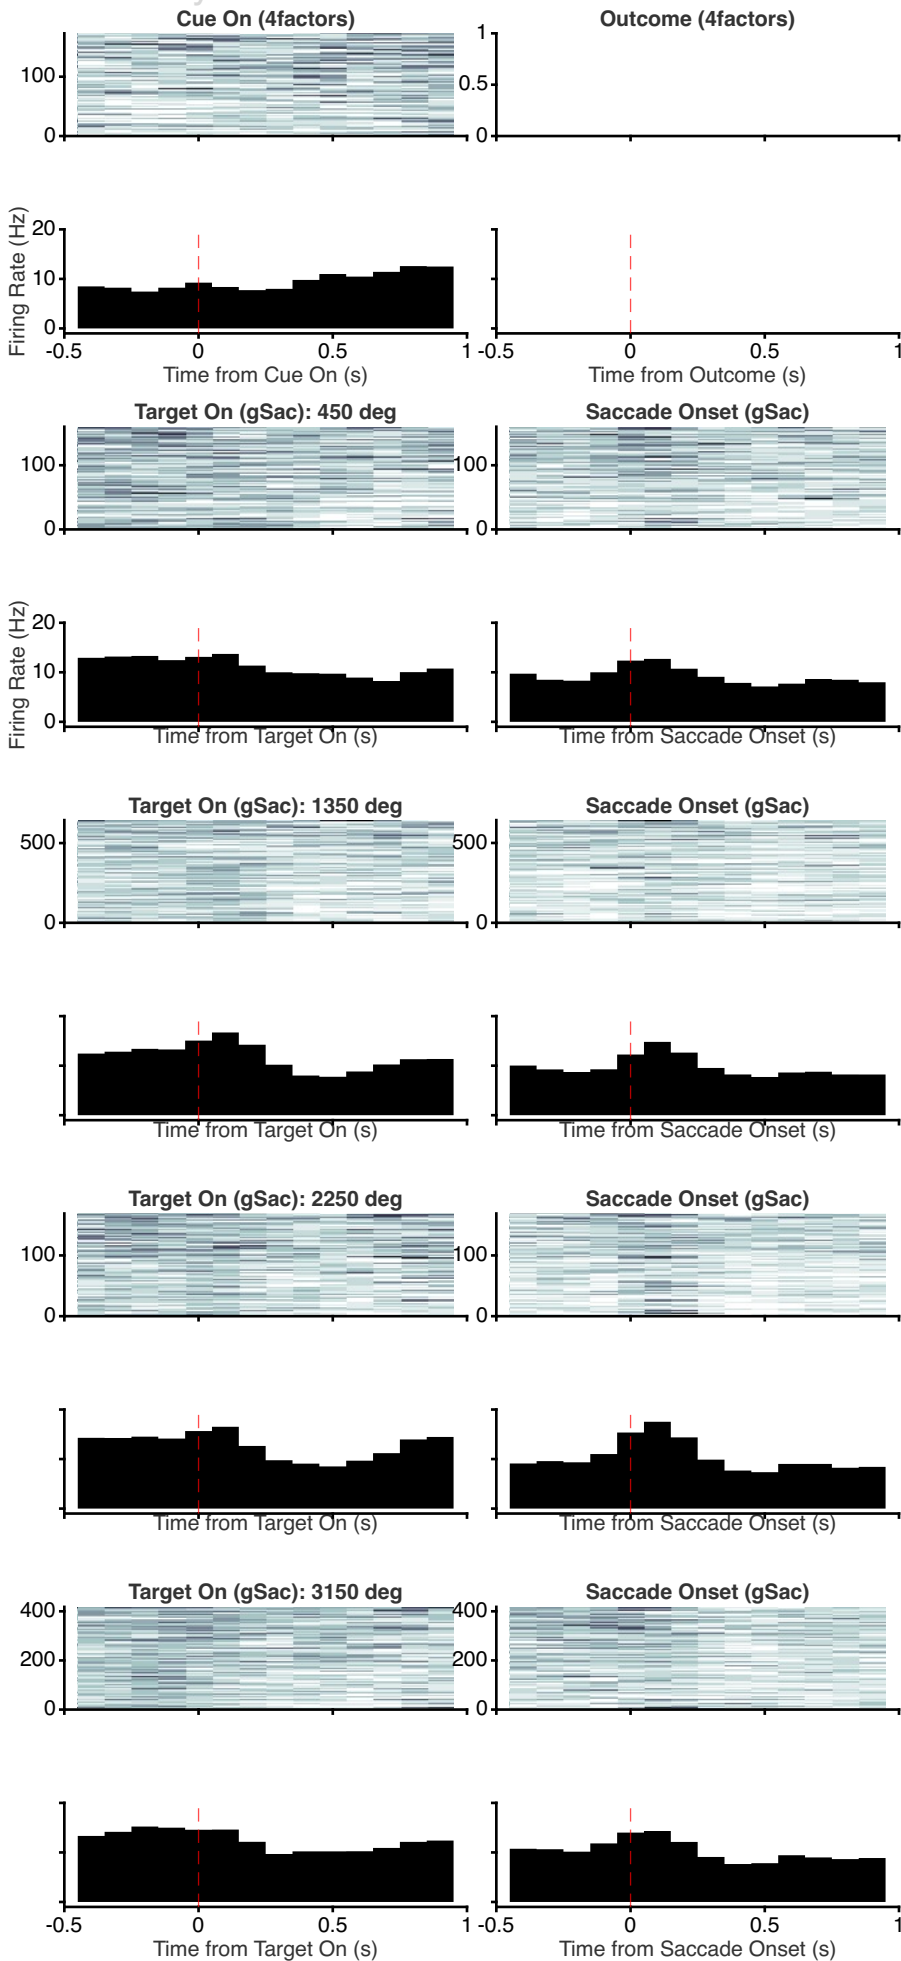 Cue On (4factors) Outcome (4factors)
100
0
1
0.5
0
Firing Rate (Hz)
20
10
0
-0.5 0 0.5 1 -0.5 0 0.5 1
Time from Cue On (s) Time from Outcome (s)
Target On (gSac): 450 deg Saccade Onset (gSac)
100 100
0 0
Firing Rate (Hz)
20
10
0
Time from Target On (s) Time from Saccade Onset (s)
Target On (gSac): 1350 deg Saccade Onset (gSac)
500 500
0 0
Time from Target On (s) Time from Saccade Onset (s)
Target On (gSac): 2250 deg Saccade Onset (gSac)
100 100
0 0
Time from Target On (s) Time from Saccade Onset (s)
Target On (gSac): 3150 deg Saccade Onset (gSac)
400 400
200 200
0 0
-0.5 0 0.5 1 -0.5 0 0.5 1
Time from Target On (s) Time from Saccade Onset (s)